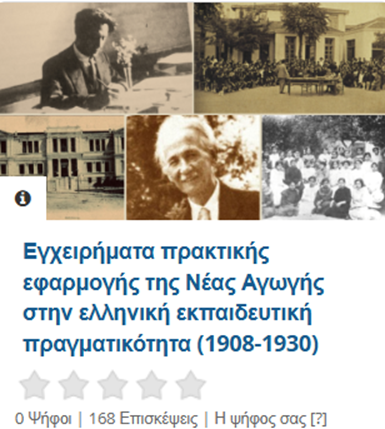 Εγχειρήματα πρακτικής
εφαρμογής της Νέας Αγωγής
στην ελληνική εκπαιδευτική
πραγματικότητα (1908-1930)
0 Ψήφοι | 168 Επισκέψεις | Η ψήφος σας [?]